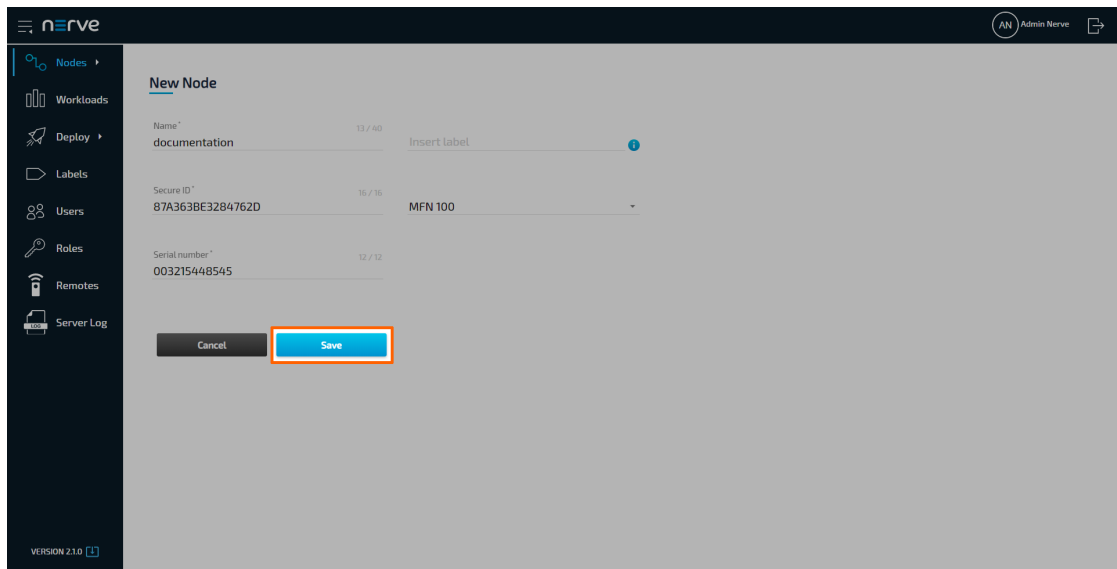 nerve
AN Admin Nerve
Nodes
Workloads
Deploy
Labels
Users
Roles
Remotes
LOG Server Log
VERSION 2.1.0
New Node
Name* 13 / 40
documentation
Insert label
i
Secure ID* 16 / 16
87A363BE3284762D
MFN 100
Serial number* 12 / 12
003215448545
Cancel
Save